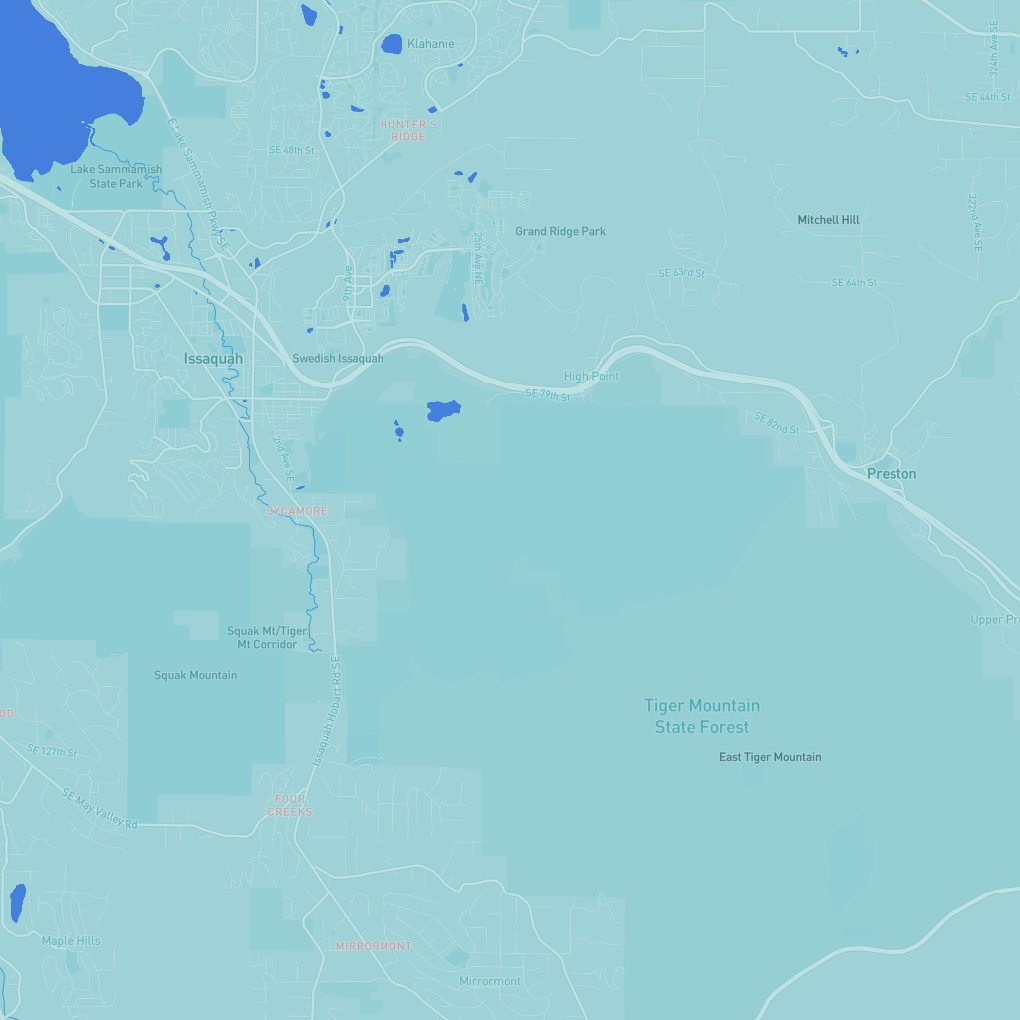 Klahanie
324th Ave SE
SE 44th St
HUNTER'S
RIDGE
E Lake Sammamish Pkwy SE
SE 48th St
Lake Sammamish
State Park
322nd Ave SE
Mitchell Hill
Grand Ridge Park
25th Ave NE
9th Ave
SE 63rd St
SE 64th St
Issaquah
Swedish Issaquah
High Point
SE 79th St
SE 82nd St
2nd Ave SE
Preston
SYCAMORE
Squak Mt/Tiger
Mt Corridor
Upper Pre
Squak Mountain
Issaquah Hobart Rd SE
Tiger Mountain
State Forest
OD
SE 127th St
East Tiger Mountain
SE May Valley Rd
FOUR
CREEKS
Maple Hills
MIRRORMONT
Mirrormont